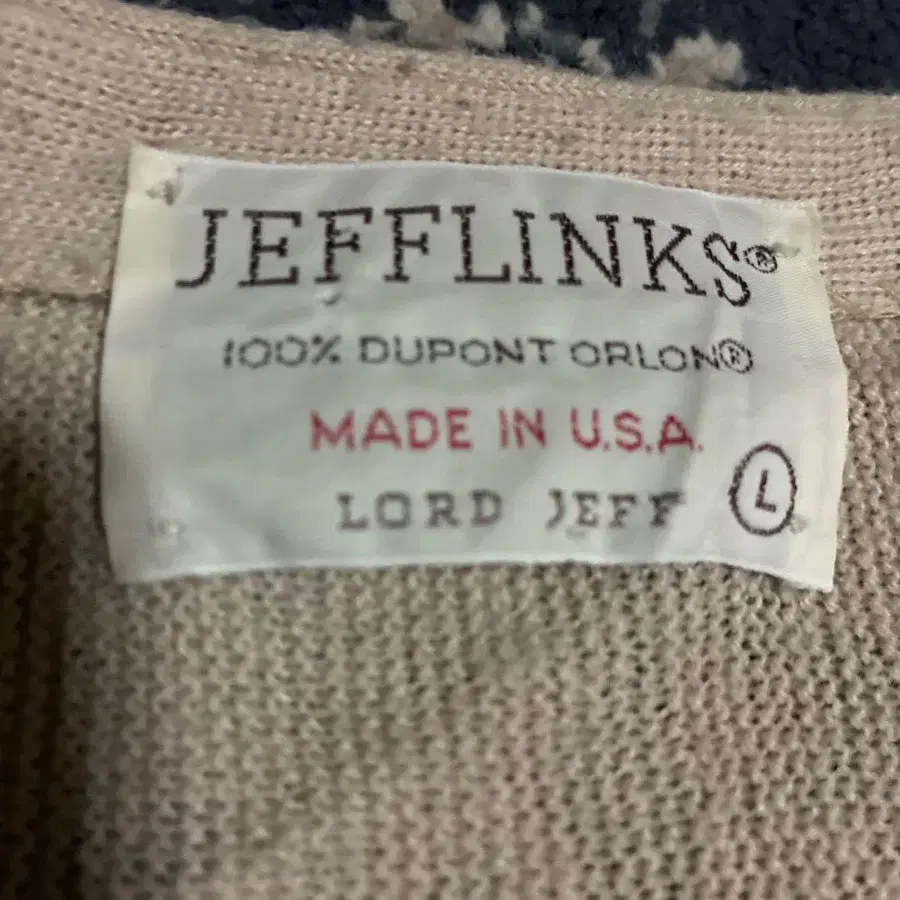 JEFFLINKS®
100% DUPONT ORLON®
MADE IN U.S.A.
LORD JEFF L